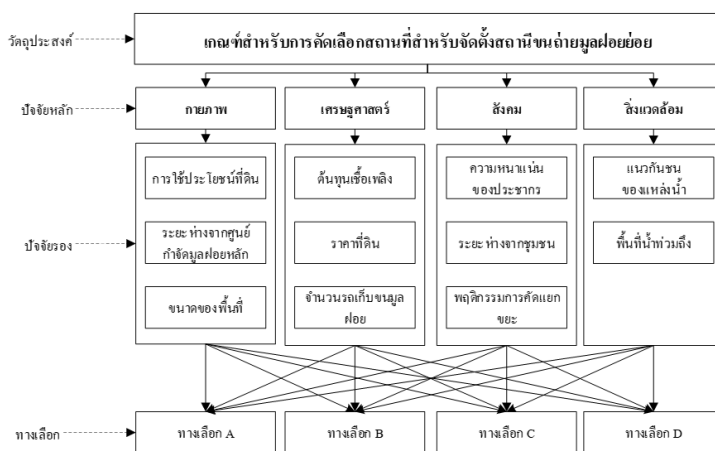 วัตถุประสงค์
เกณฑ์สำหรับการคัดเลือกสถานที่สำหรับจัดตั้งสถานีขนถ่ายมูลฝอยย่อย
ปัจจัยหลัก
กายภาพ
เศรษฐศาสตร์
สังคม
สิ่งแวดล้อม
ปัจจัยรอง
การใช้ประโยชน์ที่ดิน
ระยะห่างจากศูนย์
กำจัดมูลฝอยหลัก
ขนาดของพื้นที่
ต้นทุนเชื้อเพลิง
ราคาที่ดิน
จำนวนรถเก็บขนมูล
ฝอย
ความหนาแน่น
ของประชากร
ระยะห่างจากชุมชน
พฤติกรรมการคัดแยก
ขยะ
แนวกันชน
ของแหล่งน้ำ
พื้นที่น้ำท่วมถึง
ทางเลือก
ทางเลือก A
ทางเลือก B
ทางเลือก C
ทางเลือก D